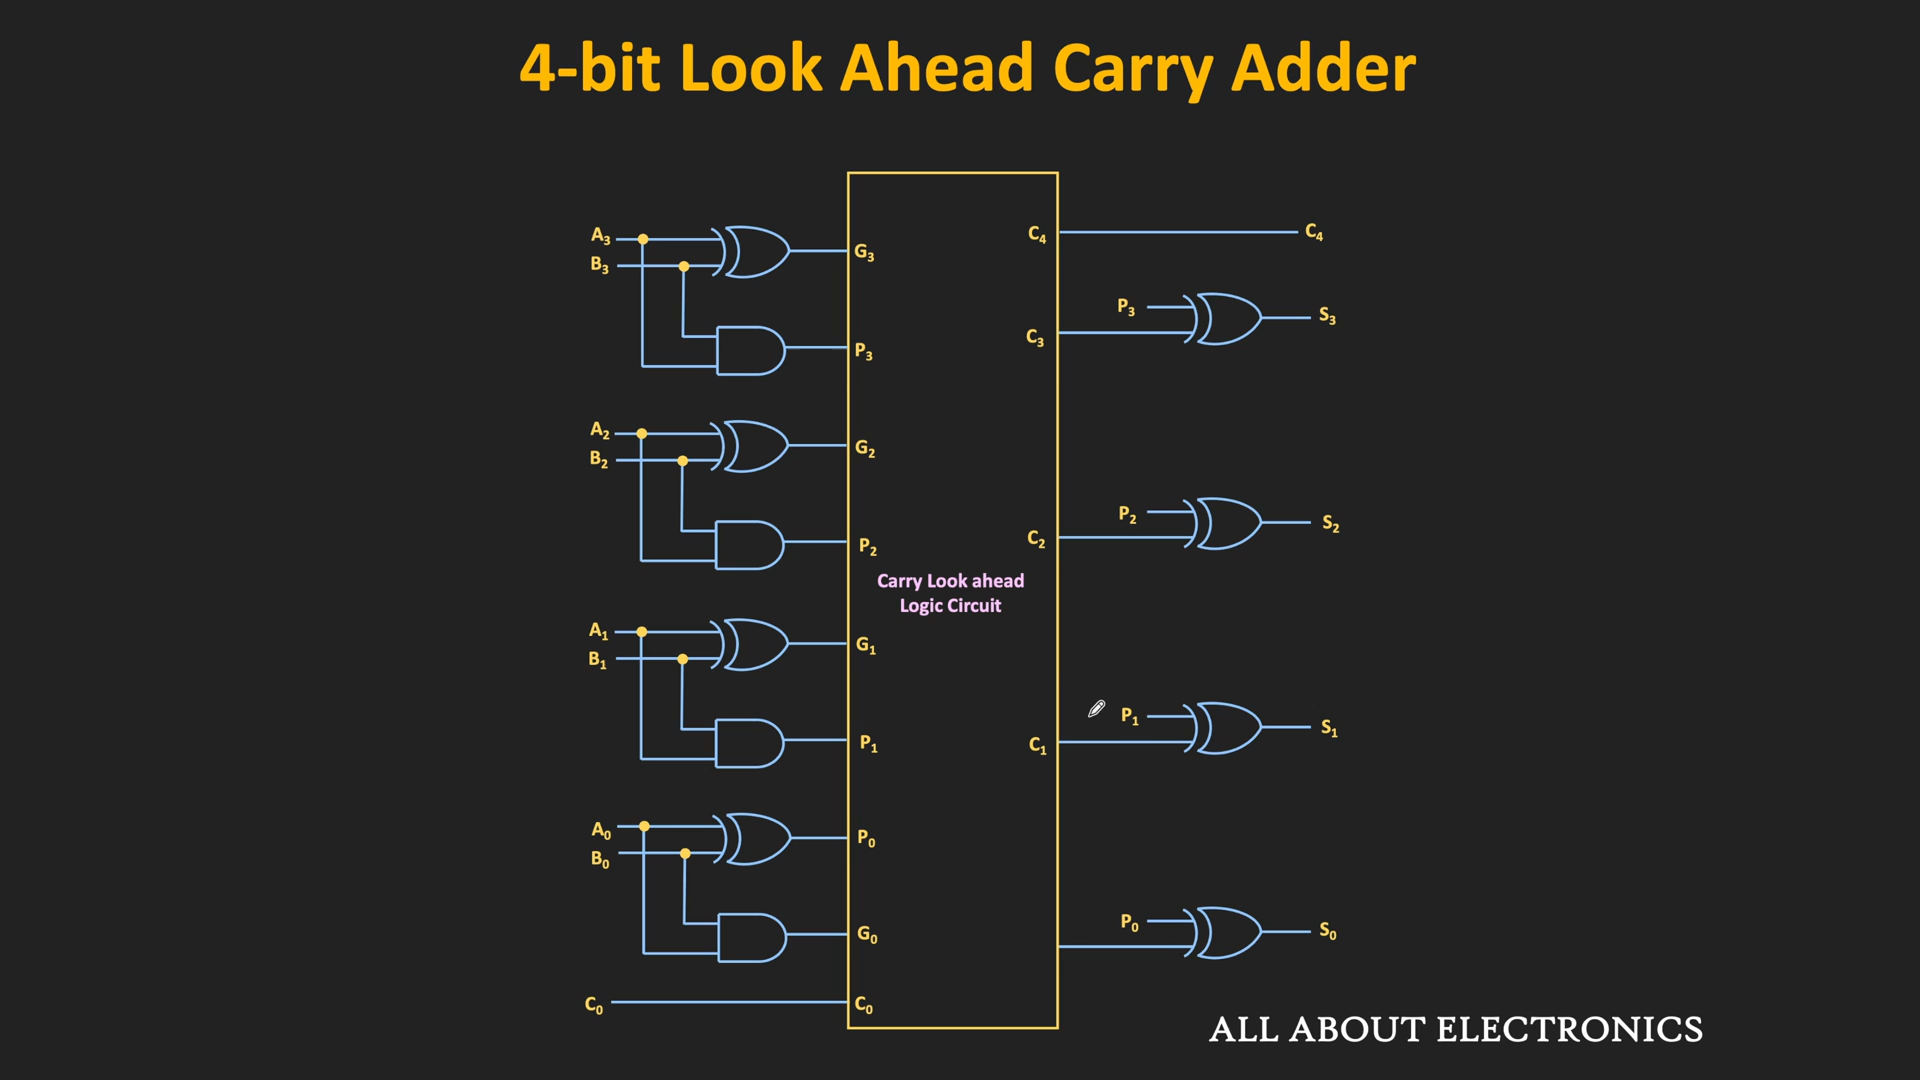 4-bit Look Ahead Carry Adder
A₃
B₃
G₃
P₃
A₂
B₂
G₂
P₂
A₁
B₁
G₁
P₁
A₀
B₀
P₀
G₀
C₀
C₀
Carry Look ahead
Logic Circuit
C₄
C₄
P₃
C₃
S₃
P₂
C₂
S₂
P₁
C₁
S₁
P₀
S₀
ALL ABOUT ELECTRONICS